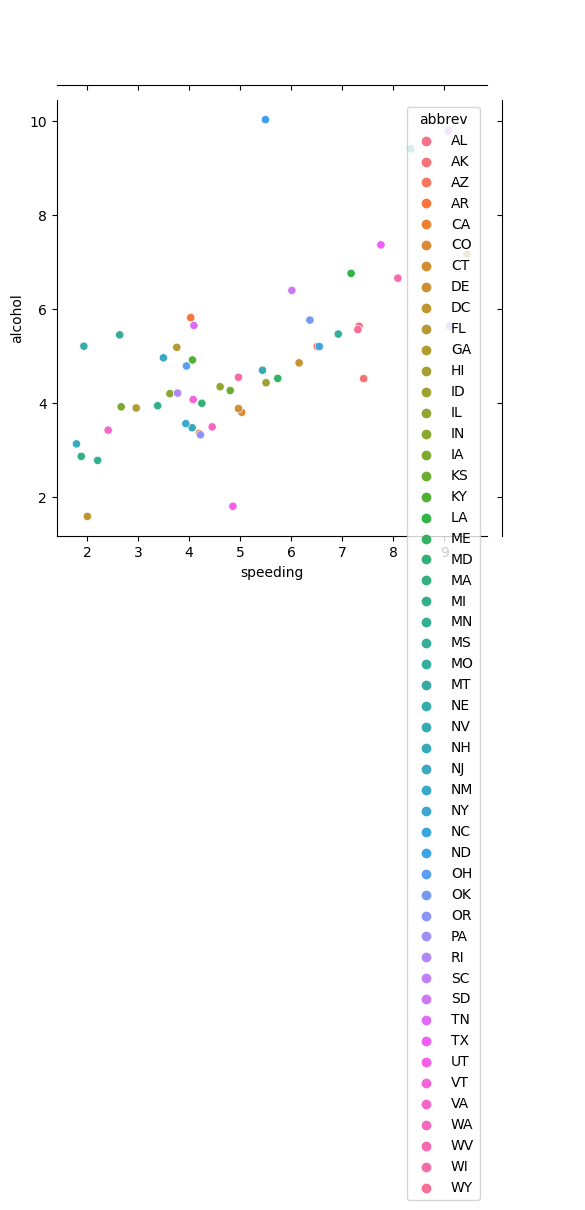 10
8
6
4
2
alcohol
2 3 4 5 6 7 8 9
speeding
abbrev
AL
AK
AZ
AR
CA
CO
CT
DE
DC
FL
GA
HI
ID
IL
IN
IA
KS
KY
LA
ME
MD
MA
MI
MN
MS
MO
MT
NE
NV
NH
NJ
NM
NY
NC
ND
OH
OK
OR
PA
RI
SC
SD
TN
TX
UT
VT
VA
WA
WV
WI
WY